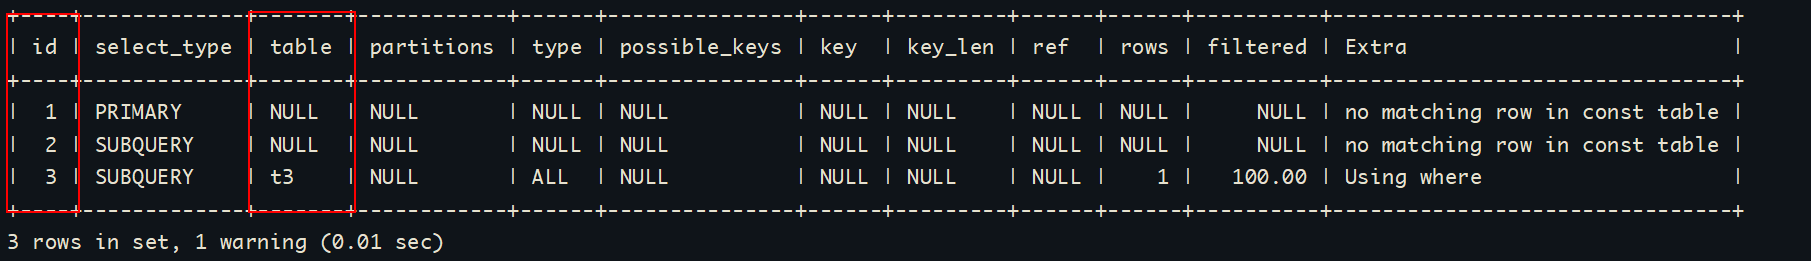 +----+-------------+-------+------------+------+---------------+------+---------+------+------+----------+--------------------------------+
| id | select_type | table | partitions | type | possible_keys | key  | key_len | ref  | rows | filtered | Extra                          |
+----+-------------+-------+------------+------+---------------+------+---------+------+------+----------+--------------------------------+
|  1 | PRIMARY     | NULL  | NULL       | NULL | NULL          | NULL | NULL    | NULL | NULL |     NULL | no matching row in const table |
|  2 | SUBQUERY    | NULL  | NULL       | NULL | NULL          | NULL | NULL    | NULL | NULL |     NULL | no matching row in const table |
|  3 | SUBQUERY    | t3    | NULL       | ALL  | NULL          | NULL | NULL    | NULL |    1 |   100.00 | Using where                    |
+----+-------------+-------+------------+------+---------------+------+---------+------+------+----------+--------------------------------+
3 rows in set, 1 warning (0.01 sec)